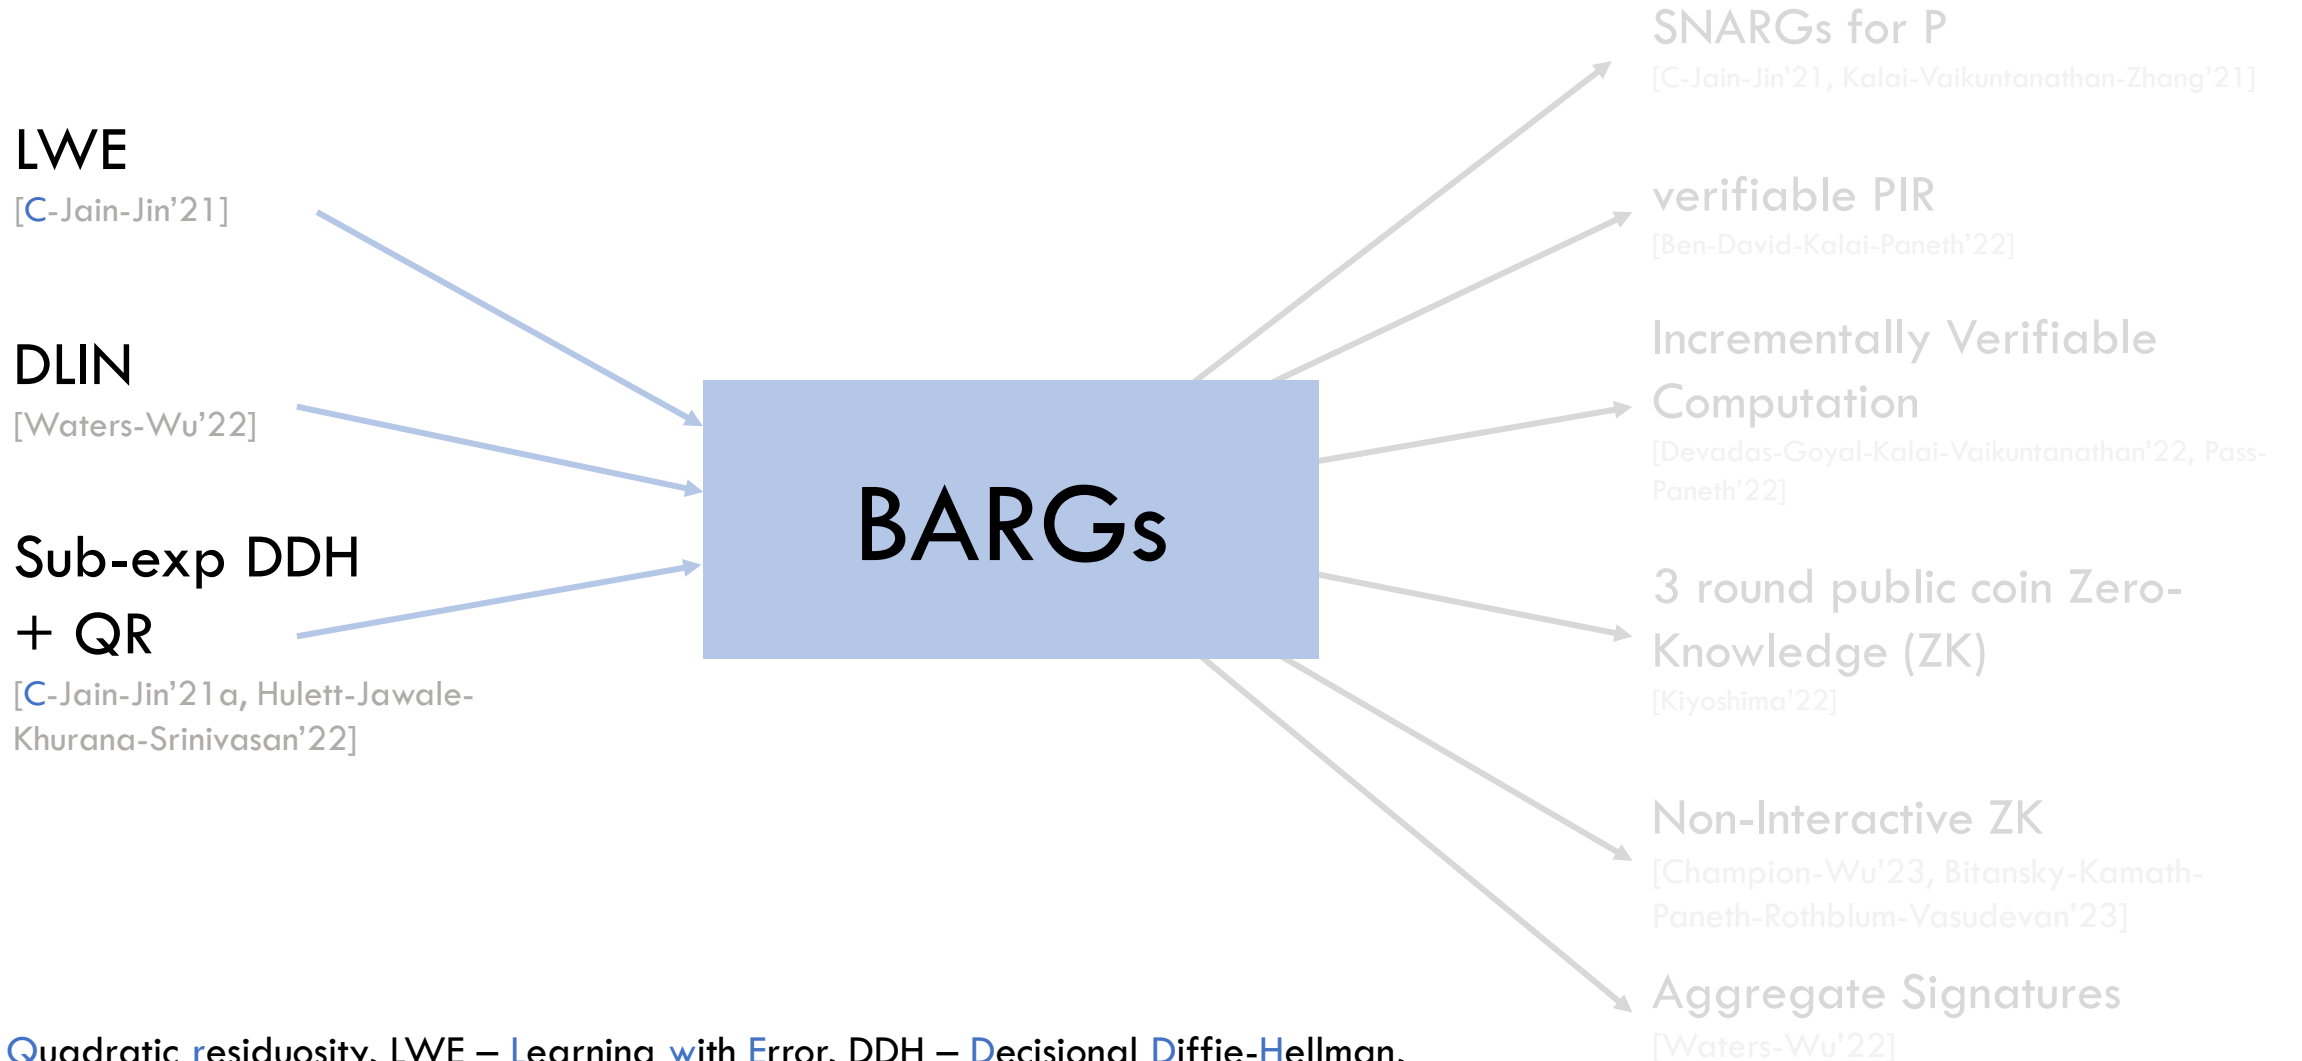 LWE
[C-Jain-Jin’21]
DLIN
[Waters-Wu’22]
Sub-exp DDH
+ QR
[C-Jain-Jin’21a, Hulett-Jawale-
Khurana-Srinivasan’22]
BARGs
SNARGs for P
[C-Jain-Jin’21, Kalai-Vaikuntanathan-Zhang’21]
verifiable PIR
[Ben-David-Kalai-Paneth’22]
Incrementally Verifiable
Computation
[Devadas-Goyal-Kalai-Vaikuntanathan’22, Pass-
Paneth’22]
3 round public coin Zero-
Knowledge (ZK)
[Kiyoshima’22]
Non-Interactive ZK
[Champion-Wu’23, Bitansky-Kamath-
Paneth-Rothblum-Vasudevan’23]
Aggregate Signatures
[Waters-Wu’22]
Quadratic residuosity, LWE – Learning with Error, DDH – Decisional Diffie-Hellman,